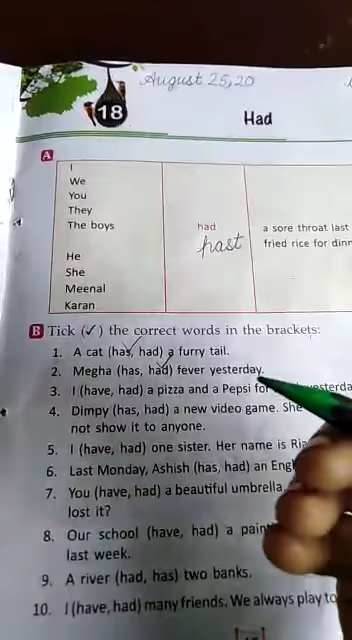 August 25, 20
18
Had
A
I
We
You
They
The boys
had
a sore throat last
past
fried rice for dinn
He
She
Meenal
Karan
B Tick (✓) the correct words in the brackets:
1. A cat (has, had) a furry tail.
2. Megha (has, had) fever yesterday.
3. I (have, had) a pizza and a Pepsi for yesterda
4. Dimpy (has, had) a new video game. She
not show it to anyone.
5. I (have, had) one sister. Her name is Ria
6. Last Monday, Ashish (has, had) an Engl
7. You (have, had) a beautiful umbrella
lost it?
8. Our school (have, had) a paint
last week.
9. A river (had, has) two banks.
10. I (have, had) many friends. We always play to